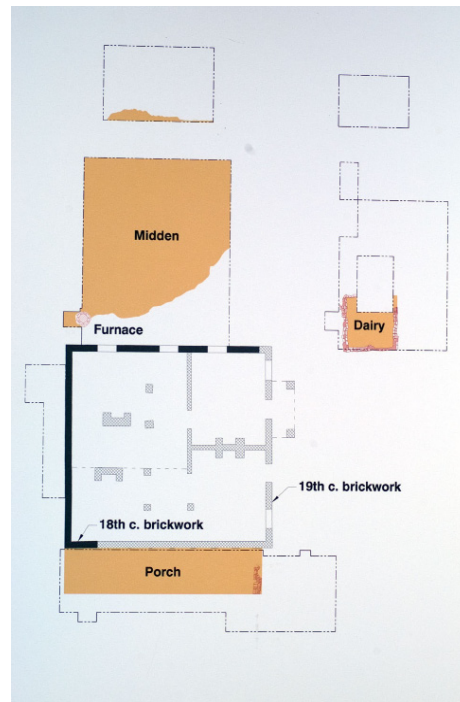 Midden
Furnace
Dairy
19th c. brickwork
18th c. brickwork
Porch